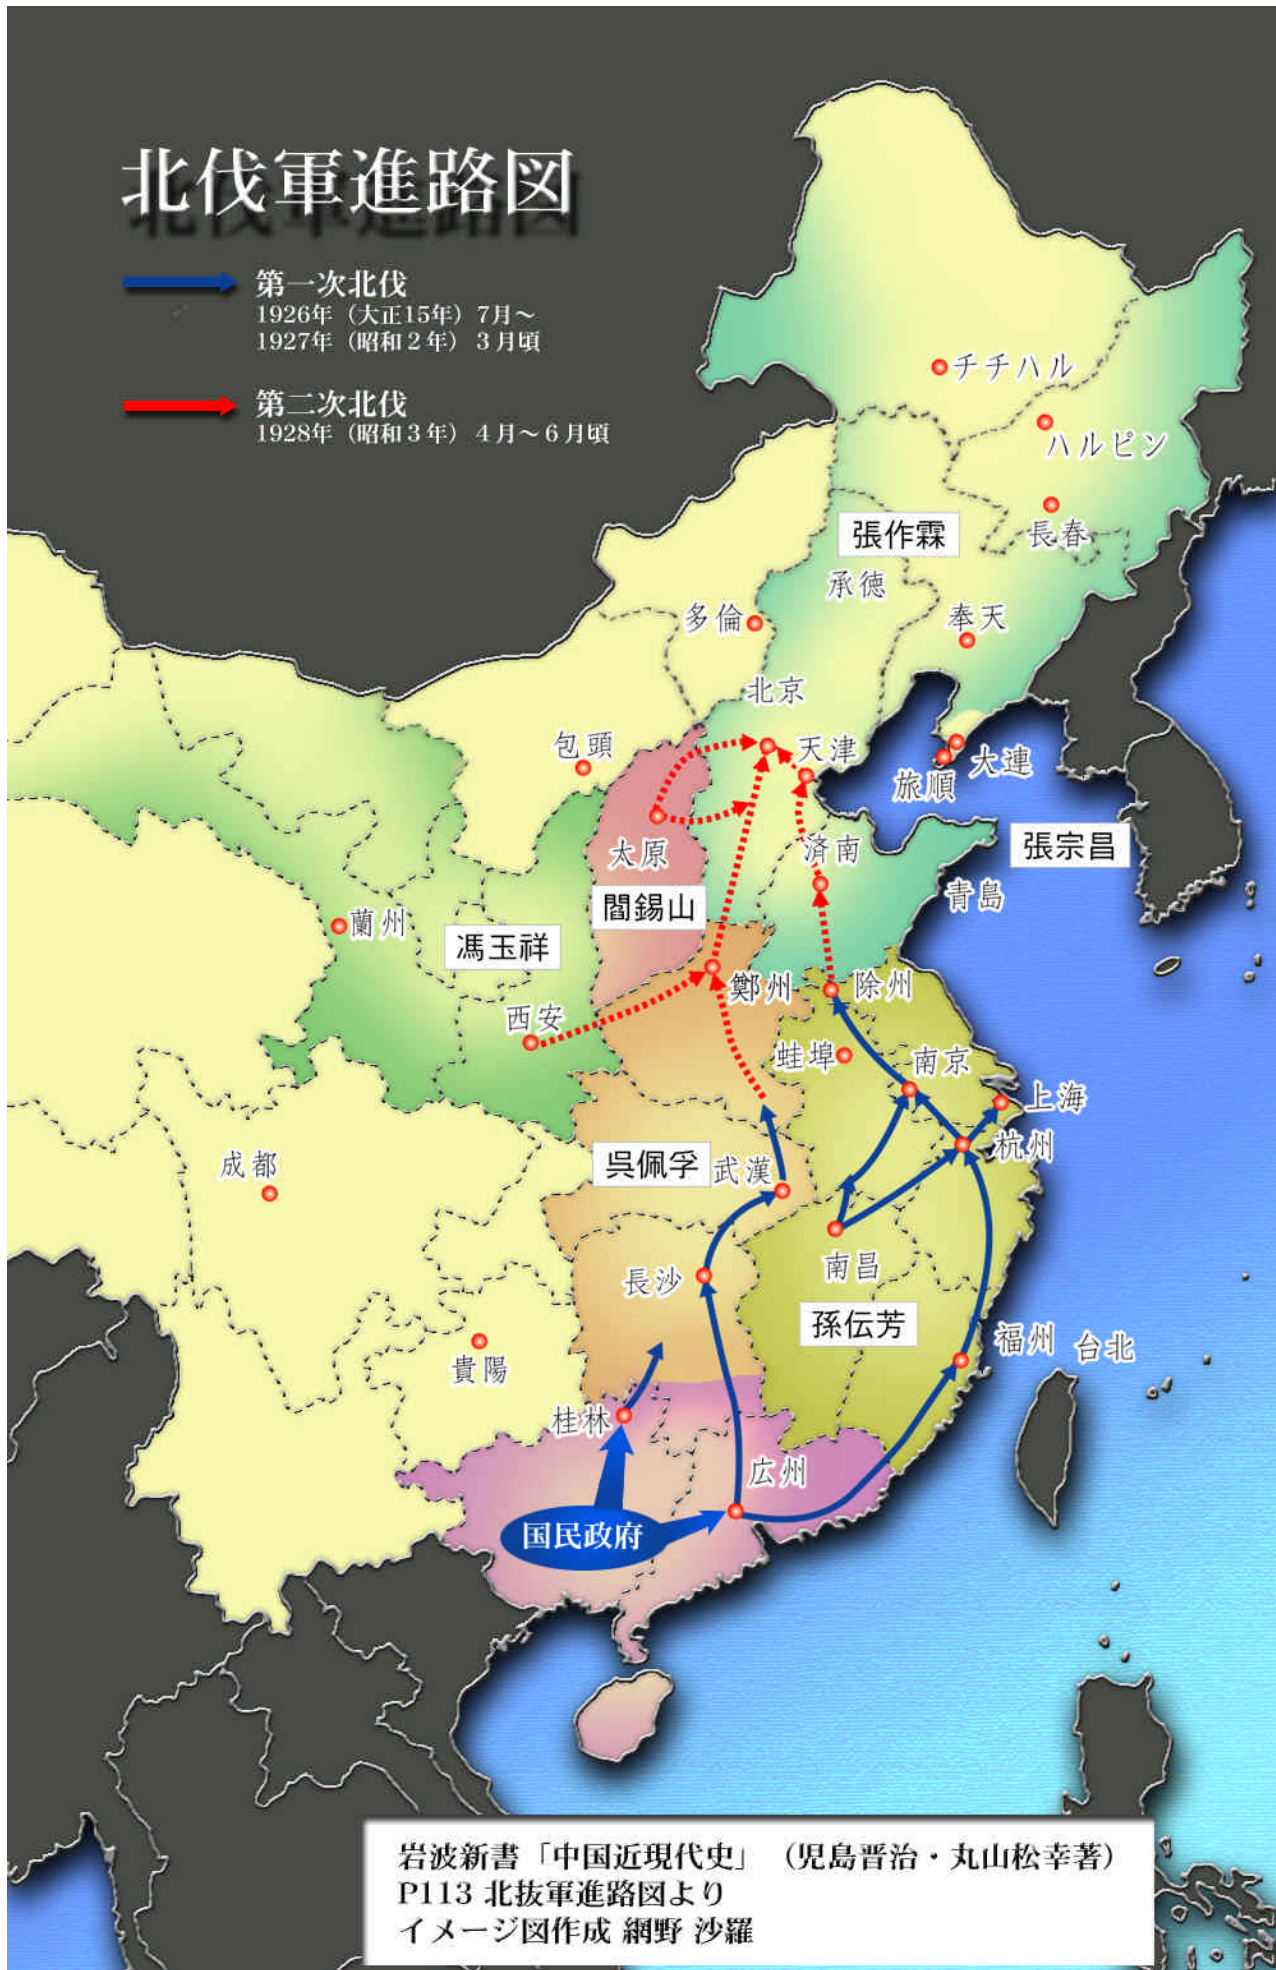 北伐軍進路図
第一次北伐
1926年（大正15年）7月～
1927年（昭和２年）３月頃
第二次北伐
1928年（昭和３年）４月～６月頃
チチハル
ハルピン
長春
張作霖
承徳
奉天
多倫
北京
天津
包頭
大連
旅順
太原
済南
張宗昌
閻錫山
青島
蘭州
馮玉祥
鄭州
除州
西安
蛙埠
南京
上海
杭州
成都
呉佩孚
武漢
南昌
長沙
孫伝芳
福州
台北
貴陽
桂林
広州
国民政府
岩波新書「中国近現代史」（児島晋治・丸山松幸著）
P113 北抜軍進路図より
イメージ図作成 網野 沙羅